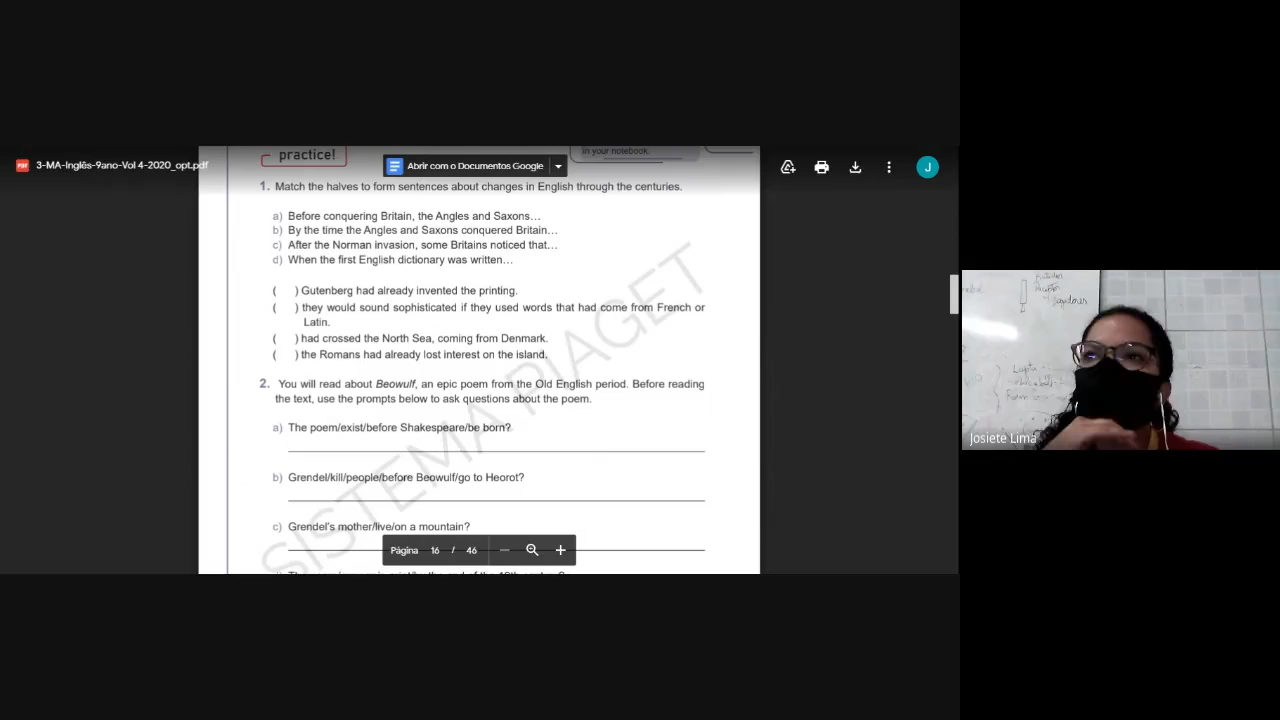 3-MA-Inglês-9ano-Vol 4-2020_opt.pdf
Abrir com o Documentos Google
J
practice!
in your notebook.
1. Match the halves to form sentences about changes in English through the centuries.
a) Before conquering Britain, the Angles and Saxons…
b) By the time the Angles and Saxons conquered Britain…
c) After the Norman invasion, some Britains noticed that…
d) When the first English dictionary was written…
( ) Gutenberg had already invented the printing.
( ) they would sound sophisticated if they used words that had come from French or
Latin.
( ) had crossed the North Sea, coming from Denmark.
( ) the Romans had already lost interest on the island.
2. You will read about Beowulf, an epic poem from the Old English period. Before reading
the text, use the prompts below to ask questions about the poem.
a) The poem/exist/before Shakespeare/be born?
b) Grendel/kill/people/before Beowulf/go to Heorot?
c) Grendel's mother/live/on a mountain?
Página 16 / 46
SISTEMA PIAGET
Josiete Lima